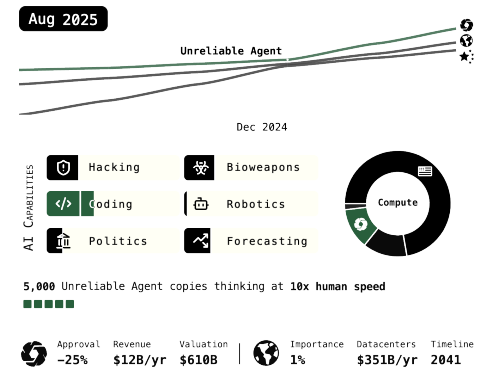 Aug 2025
Unreliable Agent
Dec 2024
AI Capabilities
Hacking
Bioweapons
Coding
Robotics
Politics
Forecasting
Compute
5,000 Unreliable Agent copies thinking at 10x human speed
Approval Revenue Valuation Importance Datacenters Timeline
-25% $12B/yr $610B 1% $351B/yr 2041